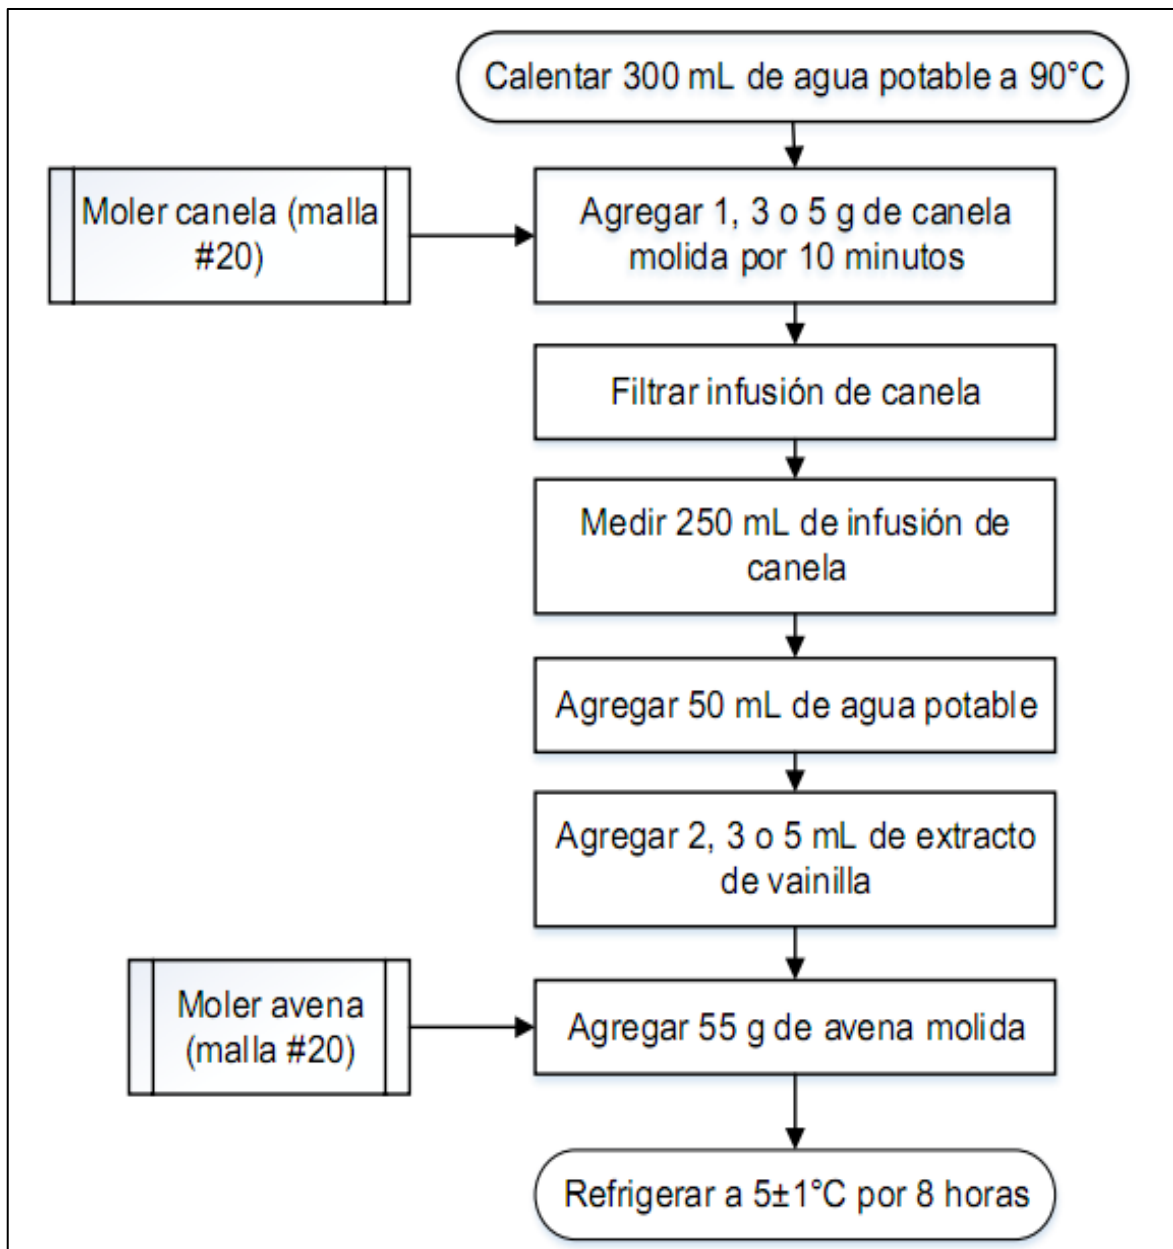 Calentar 300 mL de agua potable a 90°C
Moler canela (malla
#20)
Agregar 1, 3 o 5 g de canela
molida por 10 minutos
Filtrar infusión de canela
Medir 250 mL de infusión de
canela
Agregar 50 mL de agua potable
Agregar 2, 3 o 5 mL de extracto
de vainilla
Moler avena
(malla #20)
Agregar 55 g de avena molida
Refrigerar a 5±1°C por 8 horas